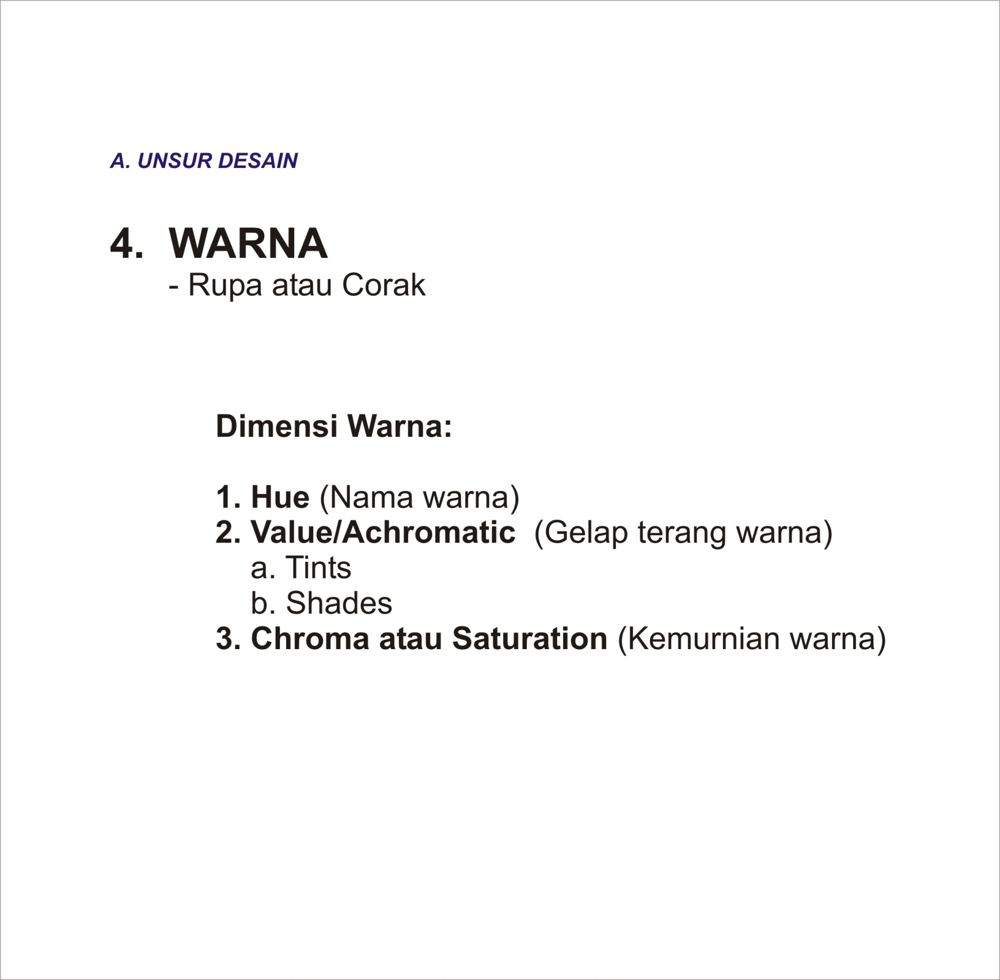 A. UNSUR DESAIN
4. WARNA
- Rupa atau Corak
Dimensi Warna:
1. Hue (Nama warna)
2. Value/Achromatic (Gelap terang warna)
a. Tints
b. Shades
3. Chroma atau Saturation (Kemurnian warna)